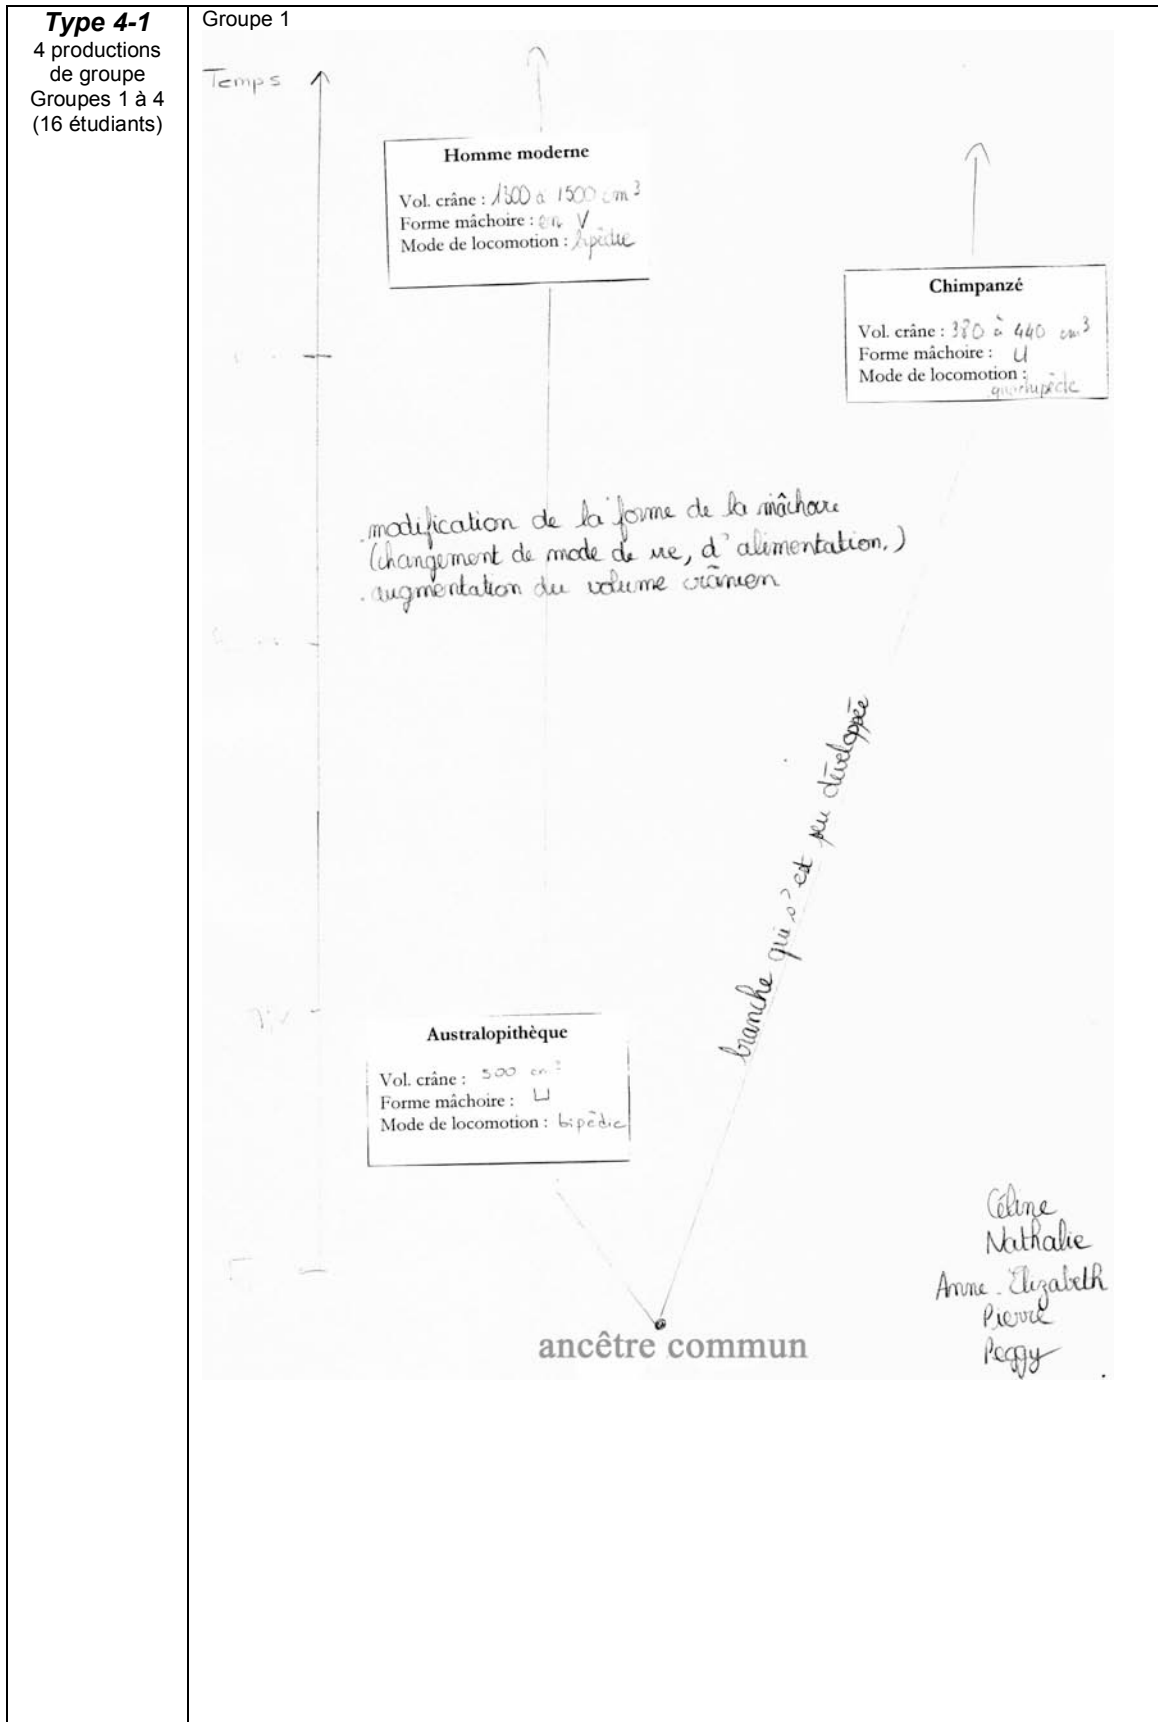 Type 4-1
4 productions
de groupe
Groupes 1 à 4
(16 étudiants)
Groupe 1
Temps
Homme moderne
Vol. crâne : 1300 à 1500 cm³
Forme mâchoire : en V
Mode de locomotion : bipédie
Chimpanzé
Vol. crâne : 380 à 440 cm³
Forme mâchoire : U
Mode de locomotion :
quadrupède
. modification de la forme de la mâchoire
(changement de mode de vie, d'alimentation,)
. augmentation du volume crânien
branche qui s'est peu développée
Australopithèque
Vol. crâne : 500 cm³
Forme mâchoire : U
Mode de locomotion : bipédie
ancêtre commun
Céline
Nathalie
Anne-Elizabeth
Pierre
Peggy